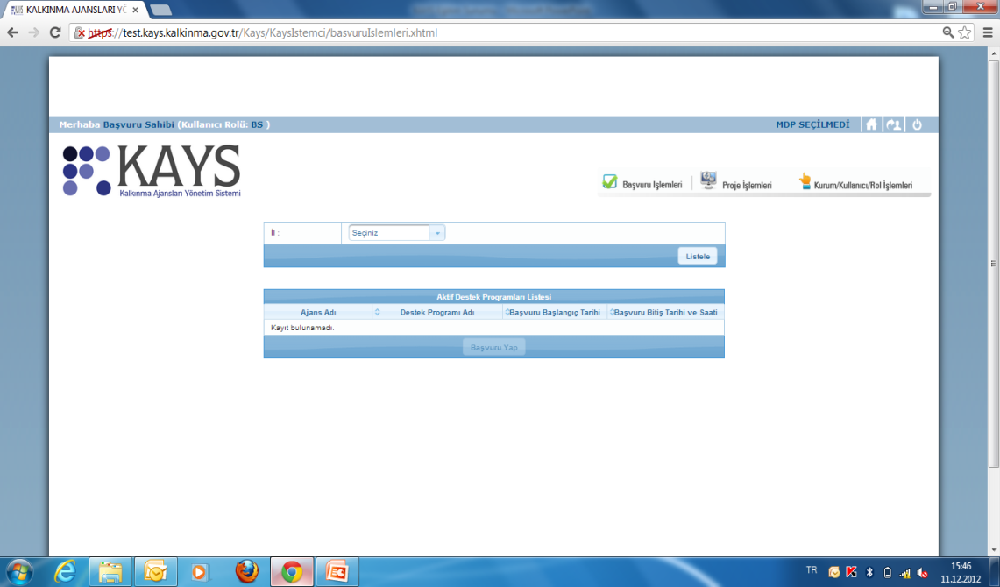 KALKINMA AJANSLARI YÖ
https://test.kays.kalkinma.gov.tr/Kays/KaysIstemci/basvuruIslemleri.xhtml
Merhaba Başvuru Sahibi (Kullanıcı Rolü: BS )
MDP SEÇİLMEDİ
KAYS
Kalkınma Ajansları Yönetim Sistemi
Başvuru İşlemleri
Proje İşlemleri
Kurum/Kullanıcı/Rol İşlemleri
İl :
Seçiniz
Listele
Aktif Destek Programları Listesi
Ajans Adı
Destek Programı Adı
Başvuru Başlangıç Tarihi
Başvuru Bitiş Tarihi ve Saati
Kayıt bulunamadı.
Başvuru Yap
TR
15:46
11.12.2012